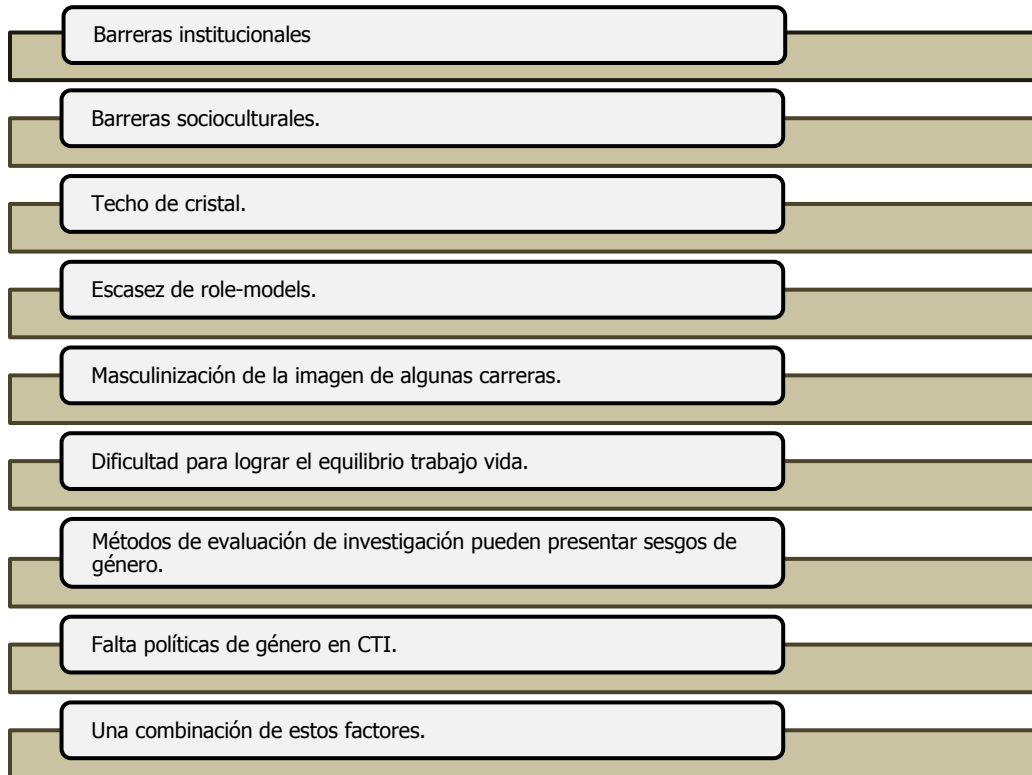 Barreras institucionales
Barreras socioculturales.
Techo de cristal.
Escasez de role-models.
Masculinización de la imagen de algunas carreras.
Dificultad para lograr el equilibrio trabajo vida.
Métodos de evaluación de investigación pueden presentar sesgos de
género.
Falta políticas de género en CTI.
Una combinación de estos factores.